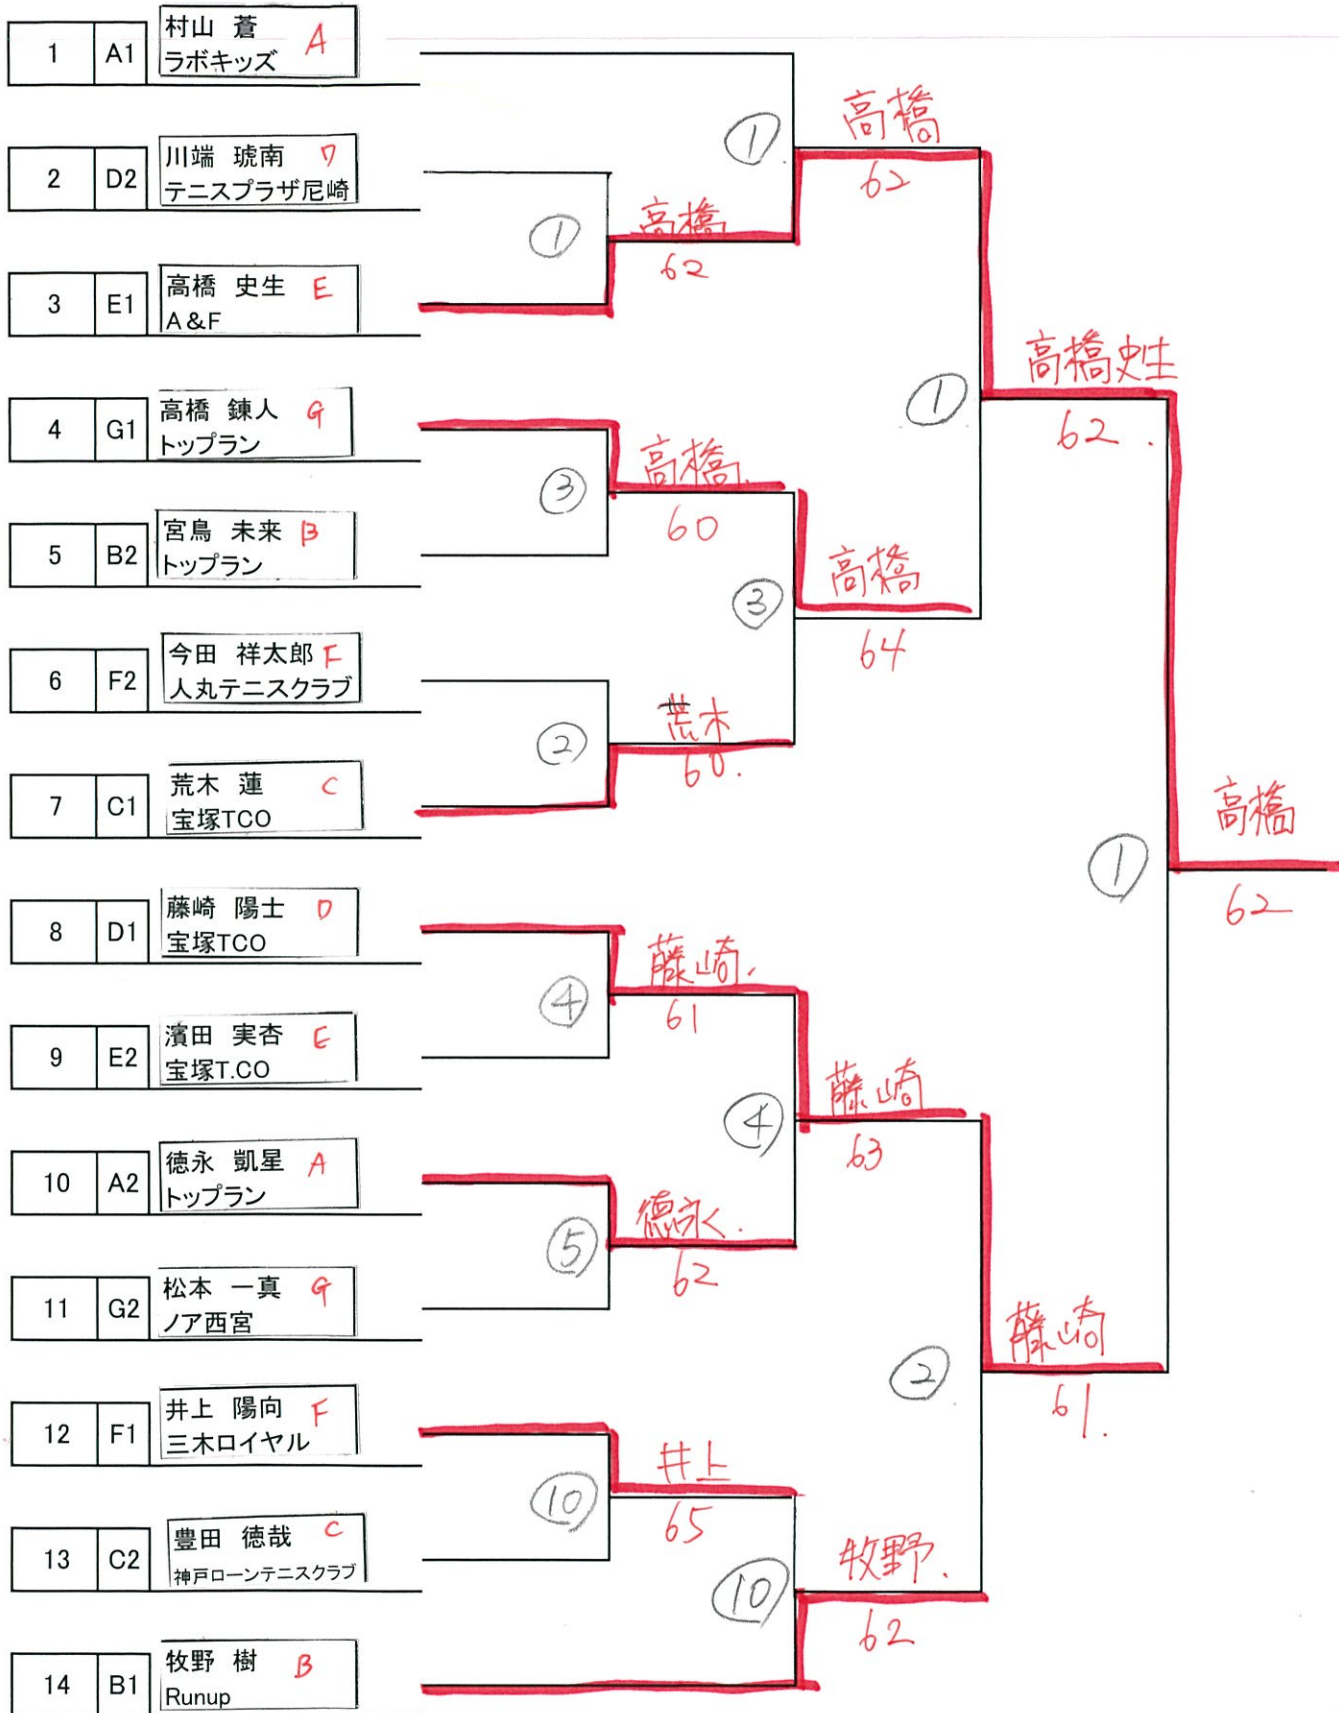 1 A1 村山 蒼 A
ラボキッズ
2 D2 川端 琥南 D
テニスプラザ尼崎
3 E1 高橋 史生 E
A&F
4 G1 高橋 錬人 G
トップラン
5 B2 宮鳥 未来 B
トップラン
6 F2 今田 祥太郎 F
人丸テニスクラブ
7 C1 荒木 蓮 C
宝塚TCO
8 D1 藤崎 陽士 D
宝塚TCO
9 E2 濱田 実杏 E
宝塚T.CO
10 A2 徳永 凱星 A
トップラン
11 G2 松本 一真 G
ノア西宮
12 F1 井上 陽向 F
三木ロイヤル
13 C2 豊田 徳哉 C
神戸ローンテニスクラブ
14 B1 牧野 樹 B
Runup
① 高橋
62
③ 高橋.
60
② 荒木
60.
④ 藤崎.
61
⑤ 徳永.
62
⑩ 井上
65
① 高橋
62
③ 高橋
64
④ 藤崎
63
⑩ 牧野.
62
① 高橋史生
62.
② 藤崎
61.
① 高橋
62